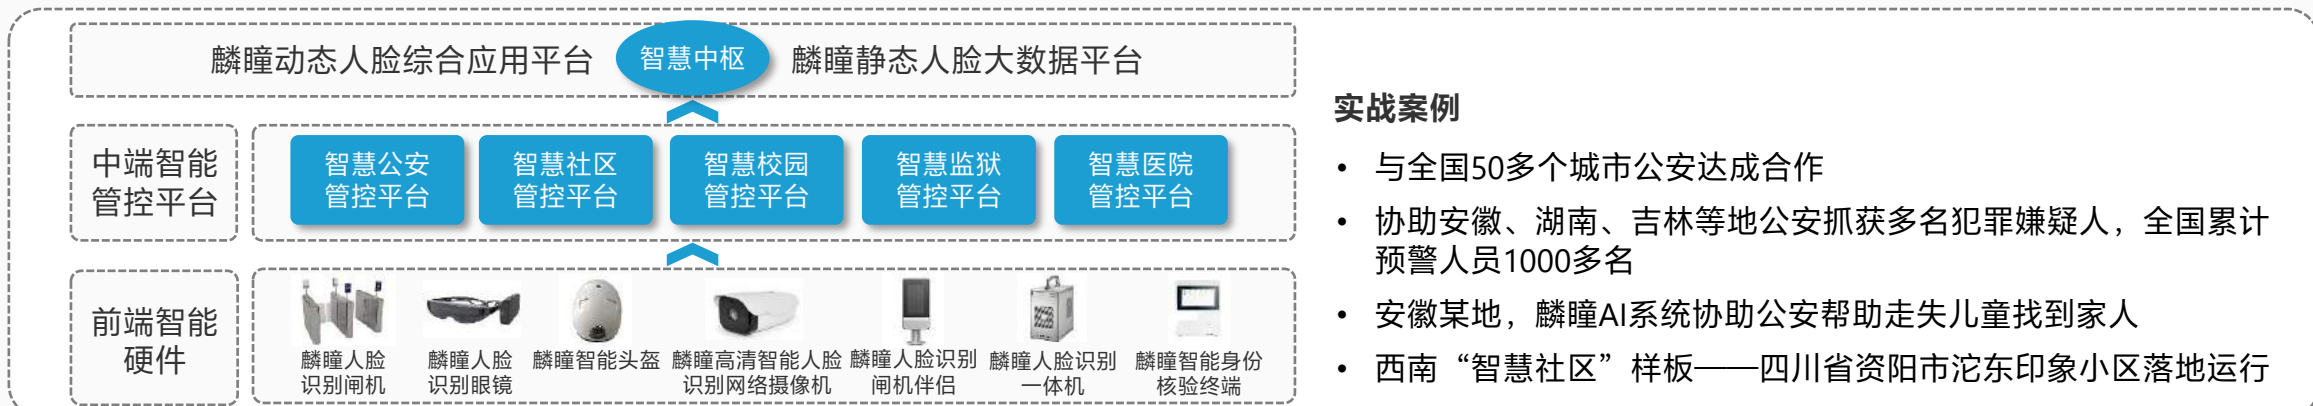 麟瞳动态人脸综合应用平台 智慧中枢 麟瞳静态人脸大数据平台
中端智能
管控平台
智慧公安
管控平台
智慧社区
管控平台
智慧校园
管控平台
智慧监狱
管控平台
智慧医院
管控平台
前端智能
硬件
麟瞳人脸
识别闸机
麟瞳人脸
识别眼镜
麟瞳智能头盔
麟瞳高清智能人脸
识别网络摄像机
麟瞳人脸识别
闸机伴侣
麟瞳人脸识别
一体机
麟瞳智能身份
核验终端
实战案例
• 与全国50多个城市公安达成合作
• 协助安徽、湖南、吉林等地公安抓获多名犯罪嫌疑人，全国累计
预警人员1000多名
• 安徽某地，麟瞳AI系统协助公安帮助走失儿童找到家人
• 西南“智慧社区”样板——四川省资阳市沱东印象小区落地运行